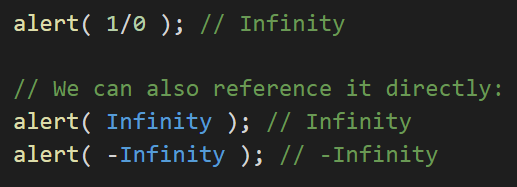 alert( 1/0 ); // Infinity
// We can also reference it directly:
alert( Infinity ); // Infinity
alert( -Infinity ); // -Infinity